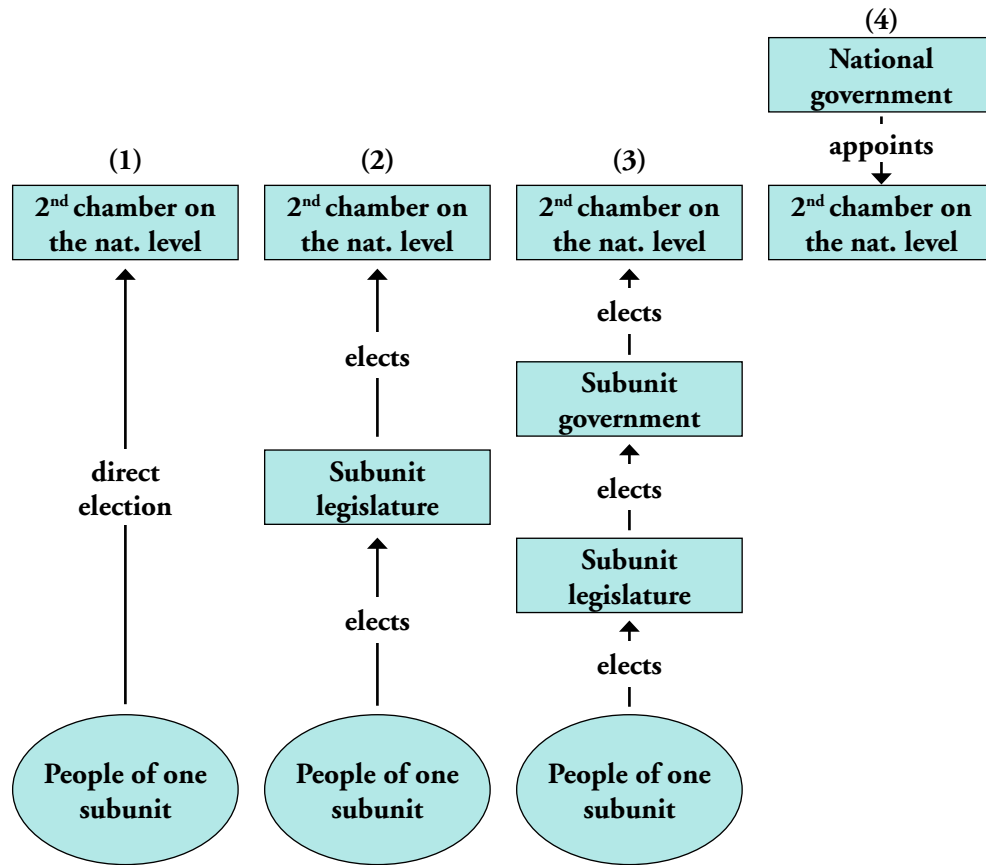 (1)
2nd chamber on
the nat. level
direct
election
People of one
subunit
(2)
2nd chamber on
the nat. level
elects
Subunit
legislature
elects
People of one
subunit
(3)
2nd chamber on
the nat. level
elects
Subunit
government
elects
Subunit
legislature
elects
People of one
subunit
(4)
National
government
appoints
2nd chamber on
the nat. level